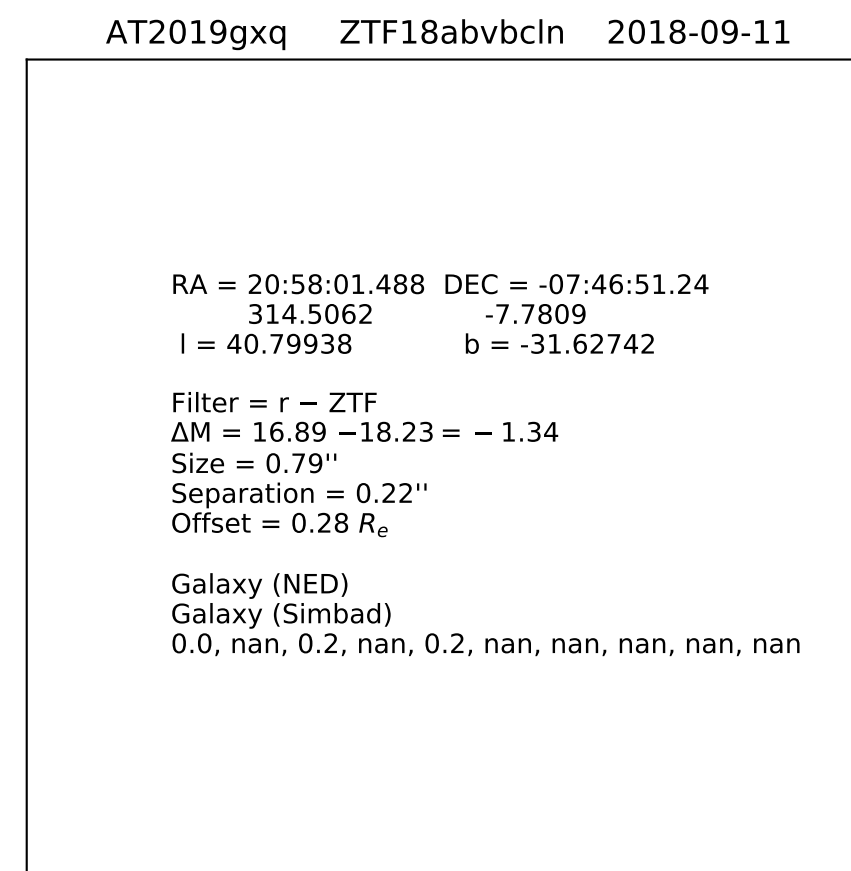 AT2019gxq ZTF18abvbcln 2018-09-11
RA = 20:58:01.488 DEC = -07:46:51.24
314.5062 -7.7809
l = 40.79938 b = -31.62742
Filter = r − ZTF
ΔM = 16.89 −18.23 = − 1.34
Size = 0.79''
Separation = 0.22''
Offset = 0.28 Re
Galaxy (NED)
Galaxy (Simbad)
0.0, nan, 0.2, nan, 0.2, nan, nan, nan, nan, nan